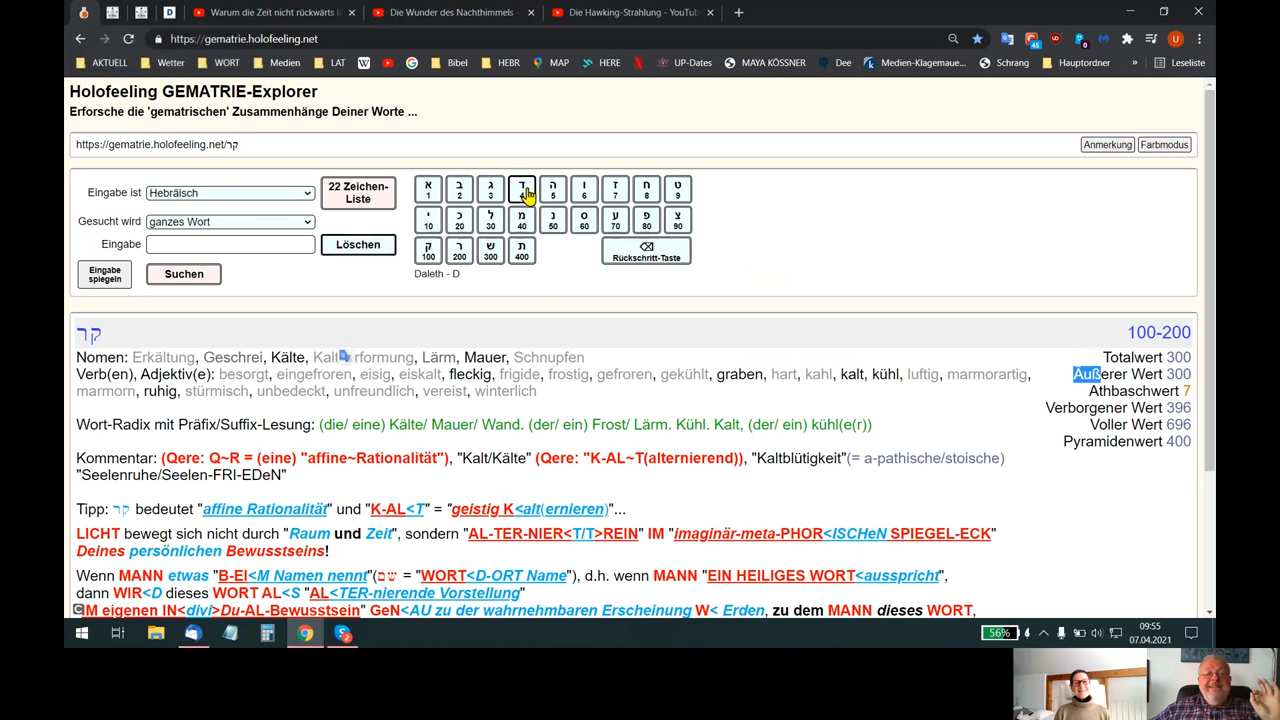 Warum die Zeit nicht rückwärts l
Die Wunder des Nachthimmels -
Die Hawking-Strahlung - YouTub
https://gematrie.holofeeling.net
AKTUELL Wetter WORT Medien LAT HEBR Bibel MAP HERE UP-Dates MAYA KÖSSNER Dee Medien-Klagemaue... Schrang Hauptordner » Leseliste
Holofeeling GEMATRIE-Explorer
Erforsche die 'gematrischen' Zusammenhänge Deiner Worte ...
https://gematrie.holofeeling.net/קר
Anmerkung Farbmodus
Eingabe ist Hebräisch
22 Zeichen-Liste
Gesucht wird ganzes Wort
Eingabe
Löschen
Eingabe spiegeln
Suchen
א ב ג ד ה ו ז ח ט
1 2 3 4 5 6 7 8 9
י כ ל מ נ ס ע פ צ
10 20 30 40 50 60 70 80 90
ק ר ש ת ⌫
100 200 300 400 Rückschritt-Taste
Daleth - D
קר 100-200
Nomen: Erkältung, Geschrei, Kälte, Kaltverformung, Lärm, Mauer, Schnupfen
Totalwert 300
Verb(en), Adjektiv(e): besorgt, eingefroren, eisig, eiskalt, fleckig, frigide, frostig, gefroren, gekühlt, graben, hart, kahl, kalt, kühl, luftig, marmorartig,
Äußerer Wert 300
marmorn, ruhig, stürmisch, unbedeckt, unfreundlich, vereist, winterlich
Athbaschwert 7
Verborgener Wert 396
Wort-Radix mit Präfix/Suffix-Lesung: (die/ eine) Kälte/ Mauer/ Wand. (der/ ein) Frost/ Lärm. Kühl. Kalt, (der/ ein) kühl(e(r))
Voller Wert 696
Pyramidenwert 400
Kommentar: (Qere: Q~R = (eine) "affine~Rationalität"), "Kalt/Kälte" (Qere: "K-AL~T(alternierend)), "Kaltblütigkeit"(= a-pathische/stoische)
"Seelenruhe/Seelen-FRI-EDeN"
Tipp: קר bedeutet "affine Rationalität" und "K-AL<T" = "geistig K<alt(ernieren)"...
LICHT bewegt sich nicht durch "Raum und Zeit", sondern "AL-TER-NIER<T/T>REIN" IM "imaginär-meta-PHOR<ISCHeN SPIEGEL-ECK"
Deines persönlichen Bewusstseins!
Wenn MANN etwas "B-EI<M Namen nennt"(שם = "WORT<D-ORT Name"), d.h. wenn MANN "EIN HEILIGES WORT<ausspricht",
dann WIR<D dieses WORT AL<S "AL<TER-nierende Vorstellung"
IM eigenen IN<divi>Du-AL-Bewusstsein" GeN<AU zu der wahrnehmbaren Erscheinung W< Erden, zu dem MANN dieses WORT,
56%
09:55
07.04.2021